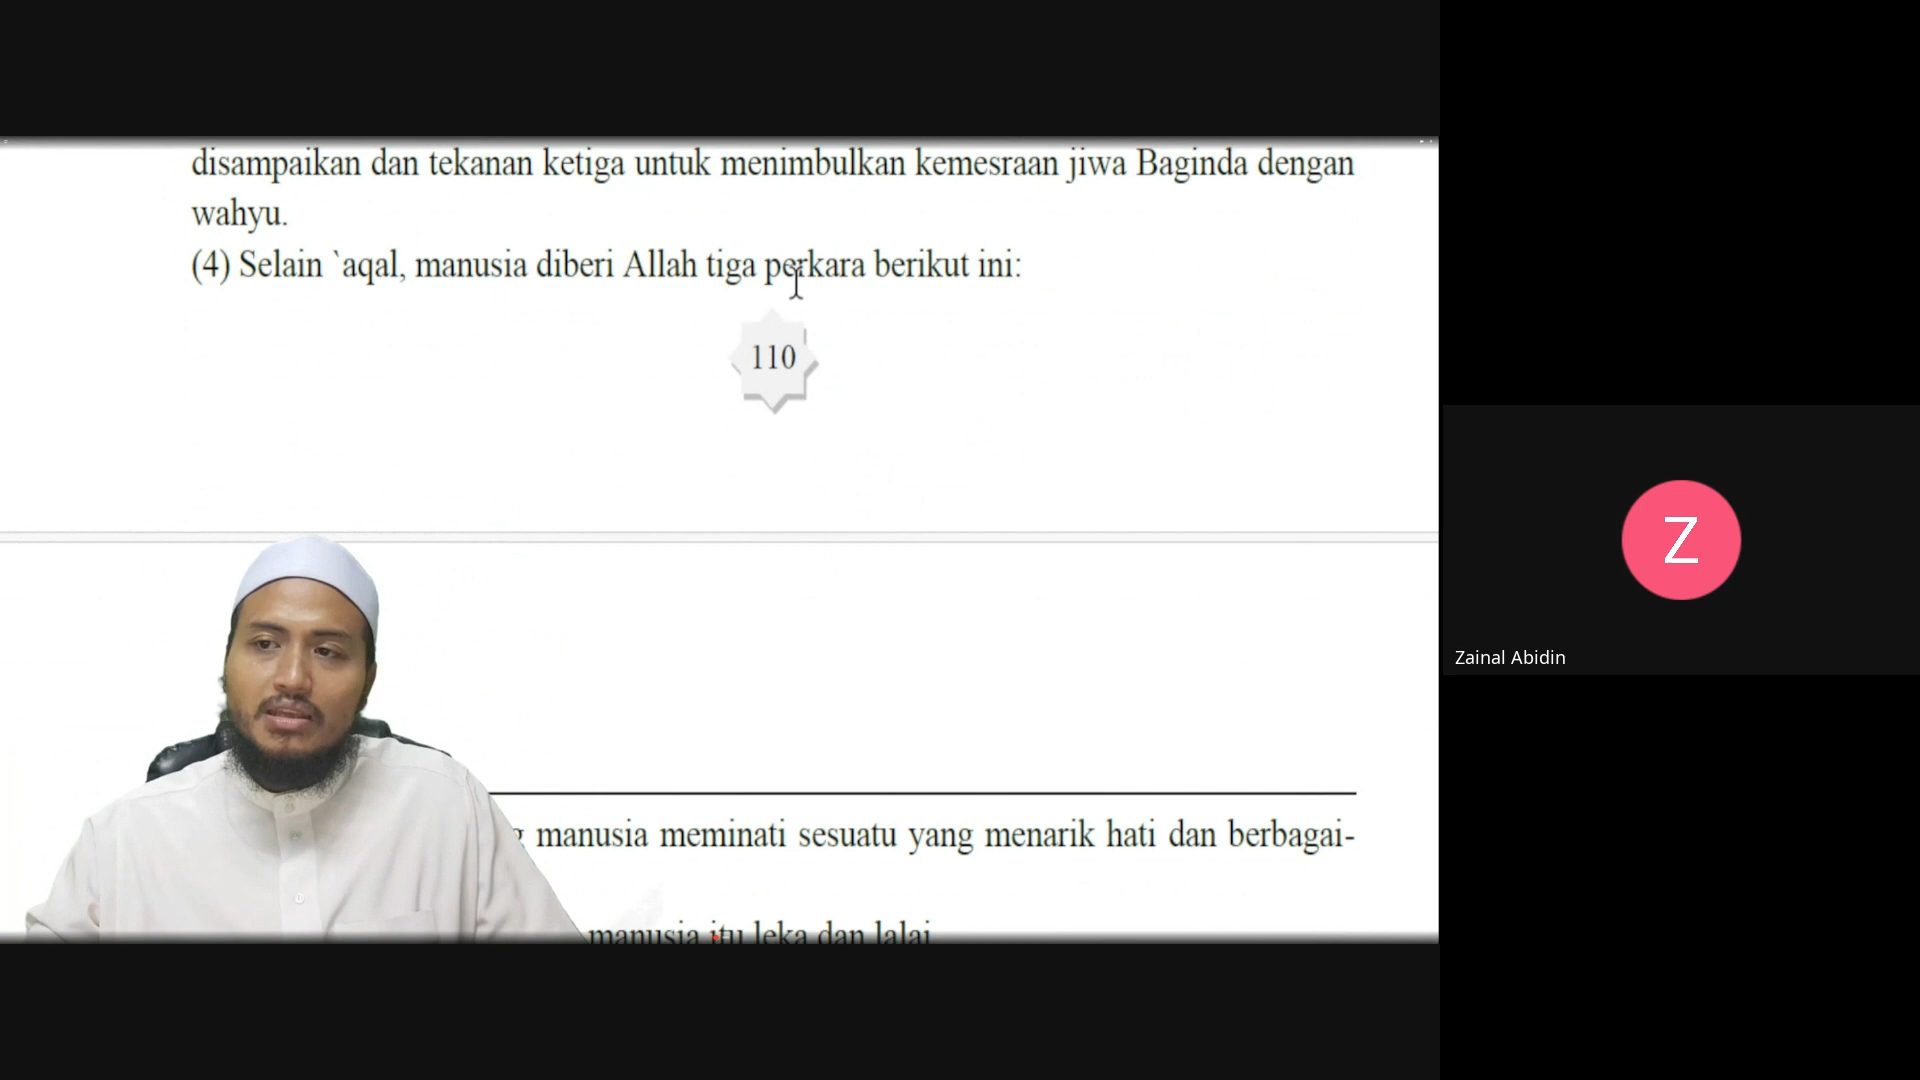 disampaikan dan tekanan ketiga untuk menimbulkan kemesraan jiwa Baginda dengan
wahyu.
(4) Selain `aqal, manusia diberi Allah tiga perkara berikut ini:
110
manusia meminati sesuatu yang menarik hati dan berbagai-
manusia itu leka dan lalai
Z
Zainal Abidin